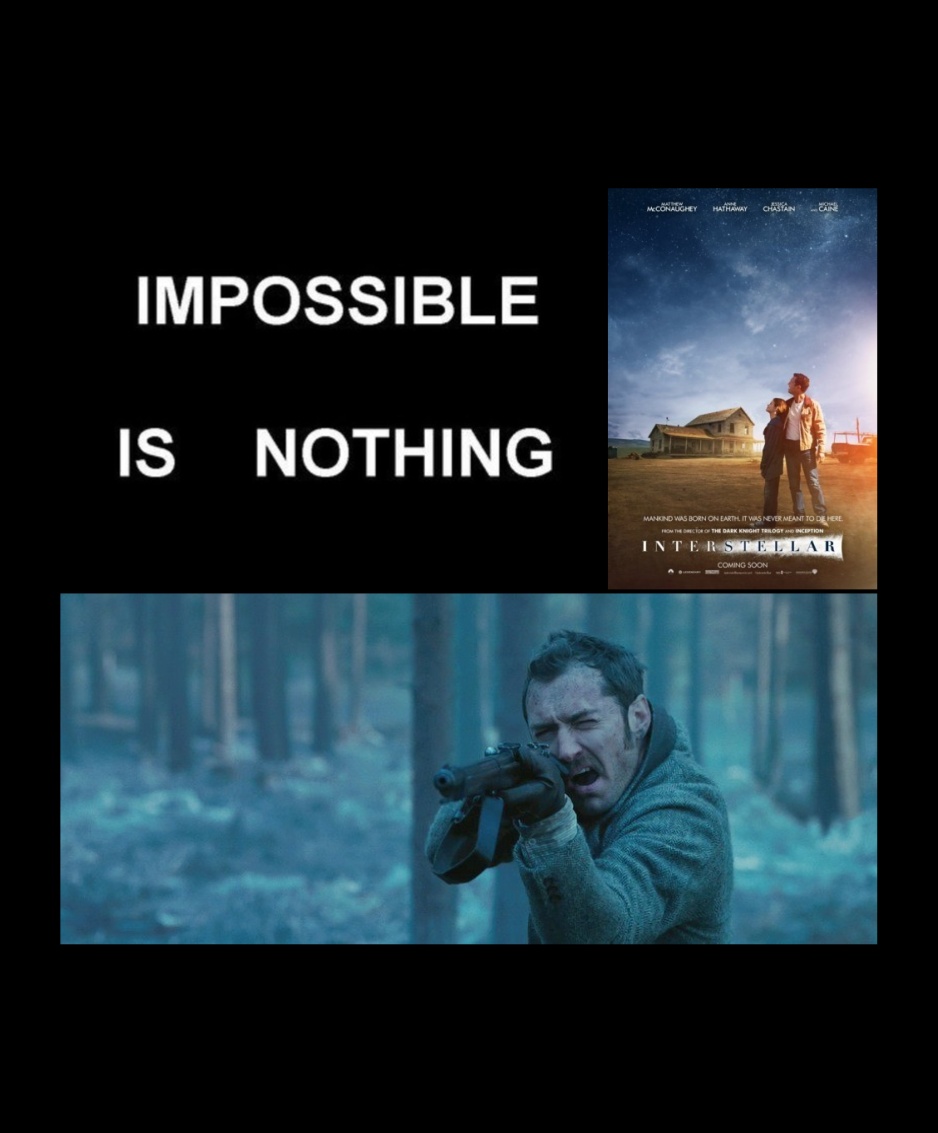 IMPOSSIBLE
IS NOTHING
MATTHEW McCONAUGHEY ANNE HATHAWAY JESSICA CHASTAIN MICHAEL CAINE
MANKIND WAS BORN ON EARTH. IT WAS NEVER MEANT TO DIE HERE.
FROM THE DIRECTOR OF THE DARK KNIGHT TRILOGY AND INCEPTION
INTERSTELLAR
COMING SOON